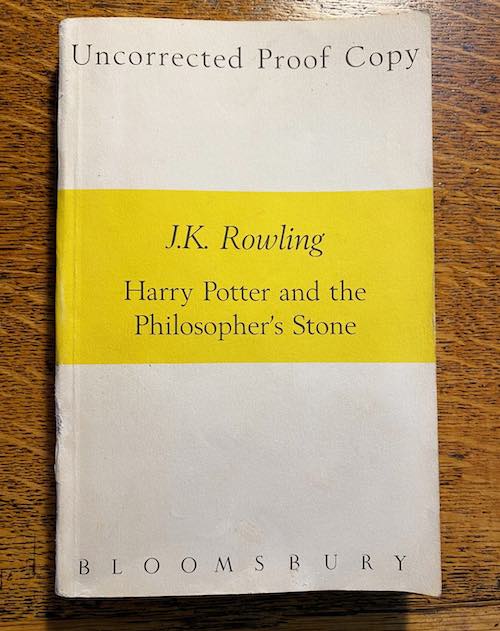 Uncorrected Proof Copy
J.K. Rowling
Harry Potter and the
Philosopher's Stone
BLOOMSBURY